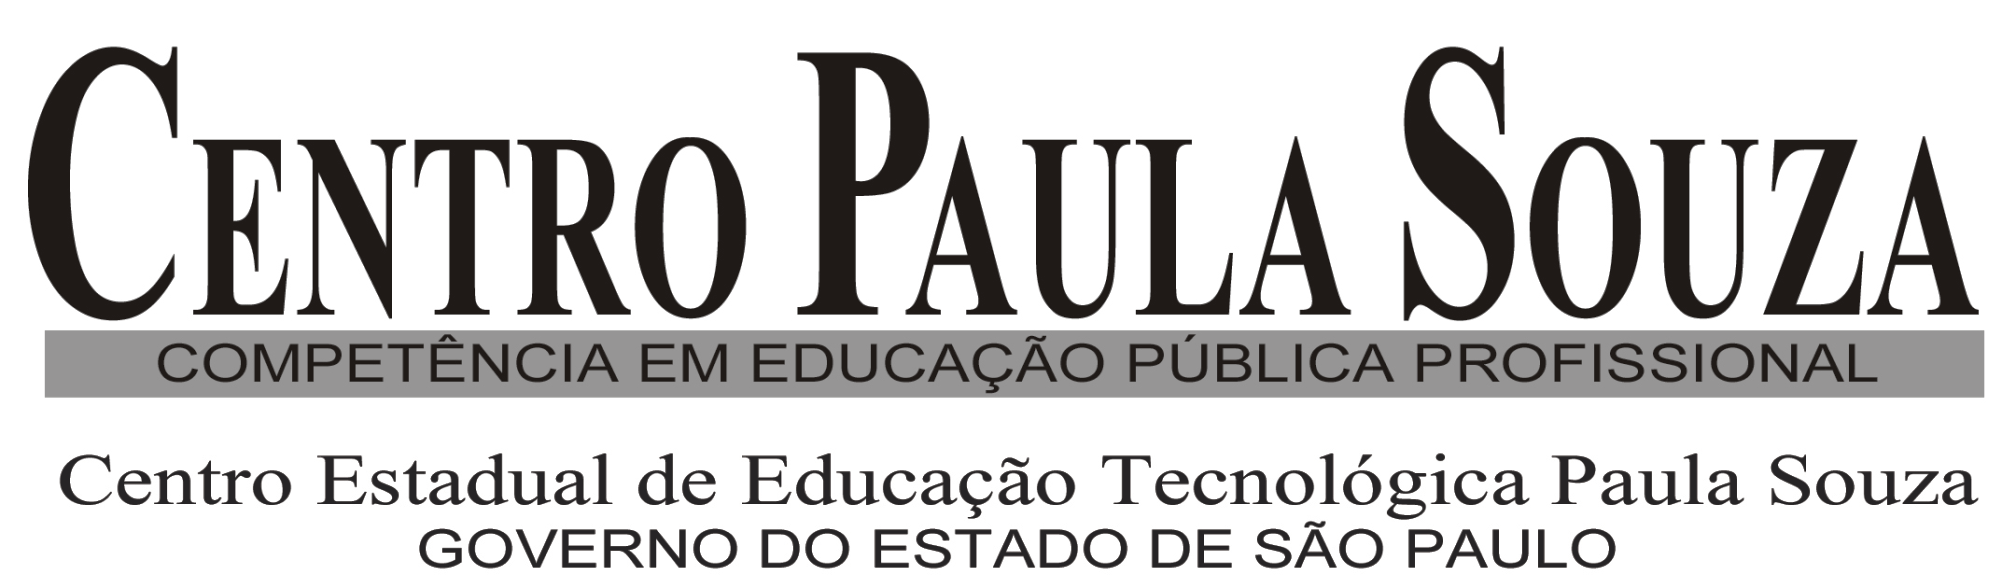 CENTRO PAULA SOUZA
COMPETÊNCIA EM EDUCAÇÃO PÚBLICA PROFISSIONAL
Centro Estadual de Educação Tecnológica Paula Souza
GOVERNO DO ESTADO DE SÃO PAULO